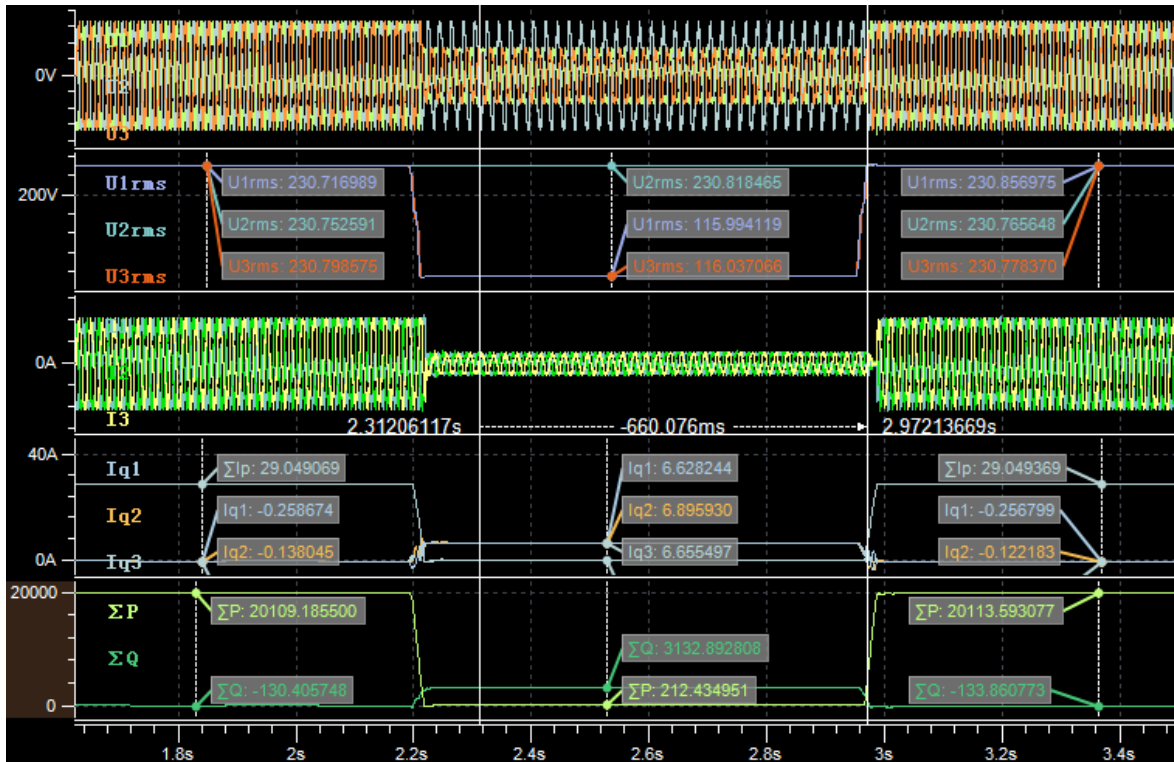 U1
0V
U2
U3
U1rms
U1rms: 230.716989
U2rms: 230.818465
U1rms: 230.856975
200V
U2rms
U2rms: 230.752591
U1rms: 115.994119
U2rms: 230.765648
U3rms
U3rms: 230.798575
U3rms: 116.037066
U3rms: 230.778370
0A
I3
2.31206117s
-660.076ms
2.97213669s
40A
Iq1
∑Ip: 29.049069
Iq1: 6.628244
∑Ip: 29.049369
Iq2
Iq1: -0.258674
Iq2: 6.895930
Iq1: -0.256799
0A
Iq3
Iq2: -0.138045
Iq3: 6.655497
Iq2: -0.122183
20000
ΣP
∑P: 20109.185500
∑P: 20113.593077
ΣQ
∑Q: 3132.892808
0
∑Q: -130.405748
∑P: 212.434951
∑Q: -133.860773
1.8s
2s
2.2s
2.4s
2.6s
2.8s
3s
3.2s
3.4s